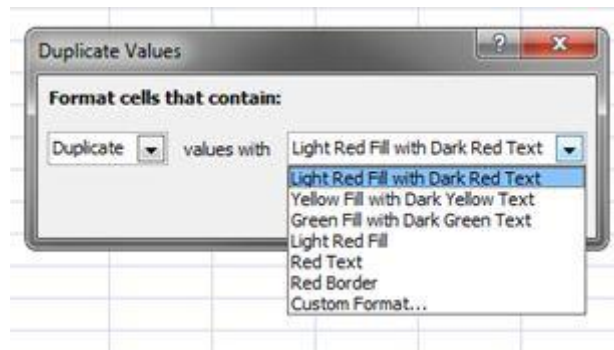 Duplicate Values
Format cells that contain:
Duplicate values with Light Red Fill with Dark Red Text
Light Red Fill with Dark Red Text
Yellow Fill with Dark Yellow Text
Green Fill with Dark Green Text
Light Red Fill
Red Text
Red Border
Custom Format...